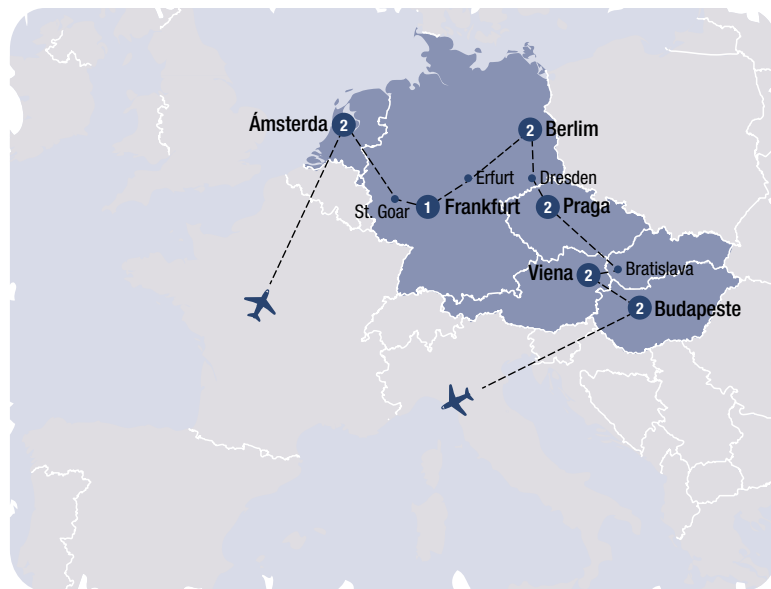 Ámsterda 2
2 Berlim
Erfurt
Dresden
St. Goar
1 Frankfurt
2 Praga
Viena 2
Bratislava
2 Budapeste